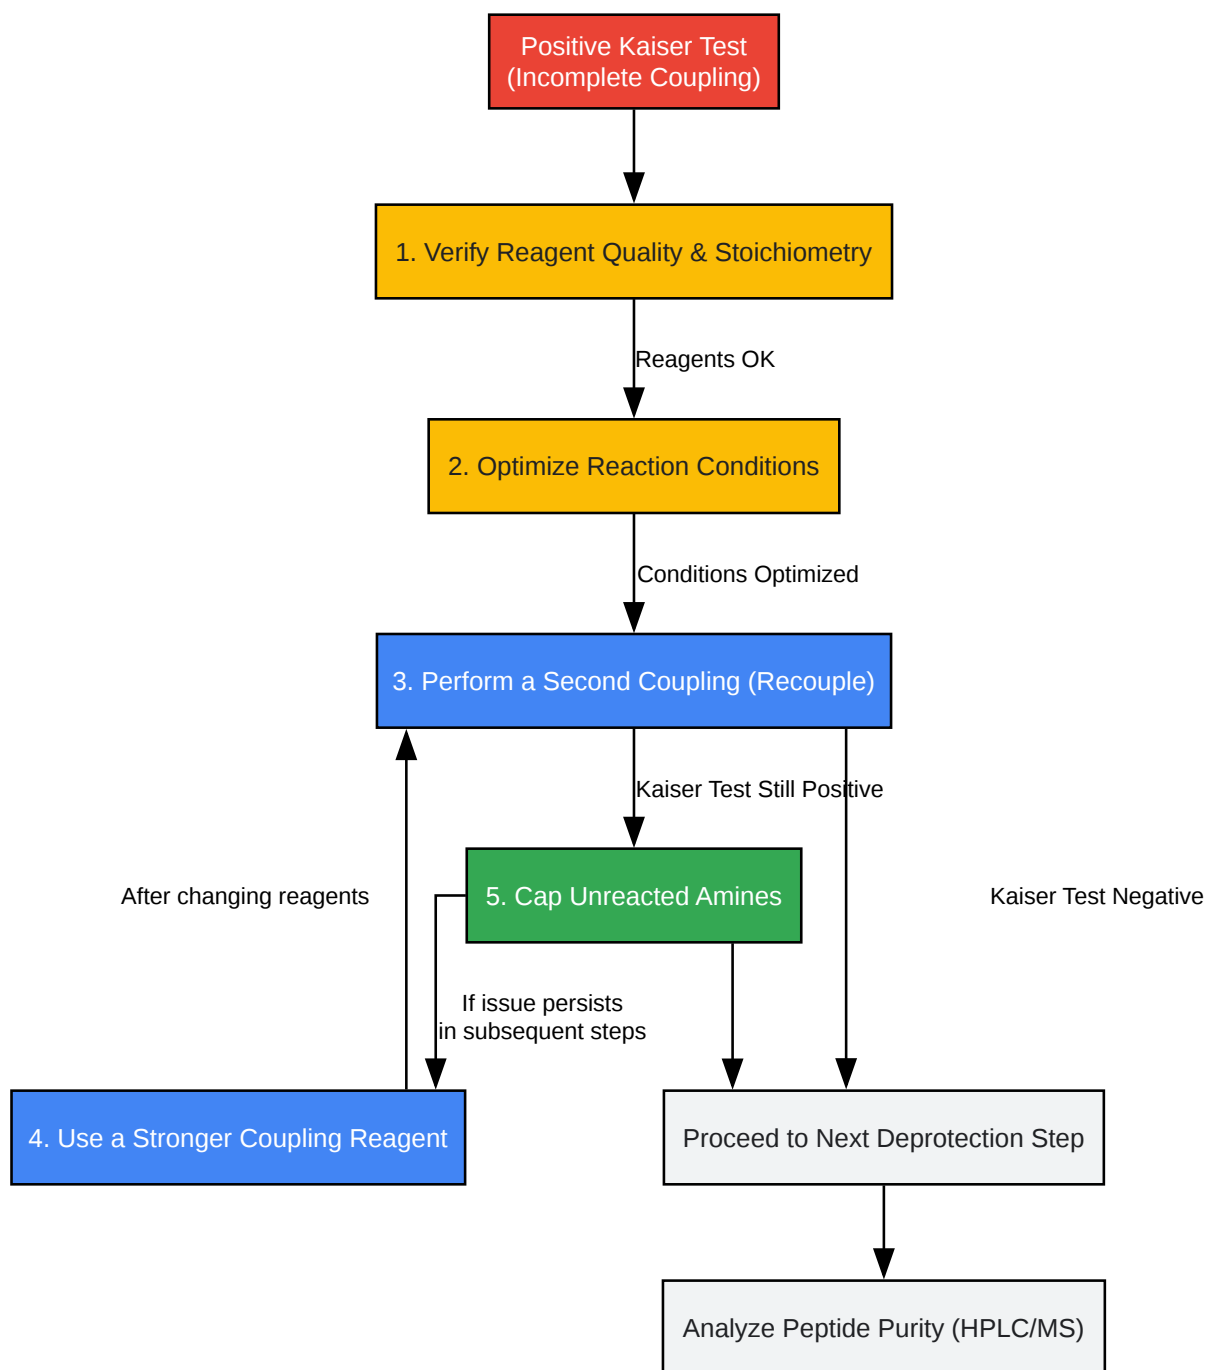 Positive Kaiser Test
(Incomplete Coupling)
1. Verify Reagent Quality & Stoichiometry
Reagents OK
2. Optimize Reaction Conditions
Conditions Optimized
3. Perform a Second Coupling (Recouple)
Kaiser Test Still Positive
After changing reagents
5. Cap Unreacted Amines
Kaiser Test Negative
If issue persists
in subsequent steps
4. Use a Stronger Coupling Reagent
Proceed to Next Deprotection Step
Analyze Peptide Purity (HPLC/MS)